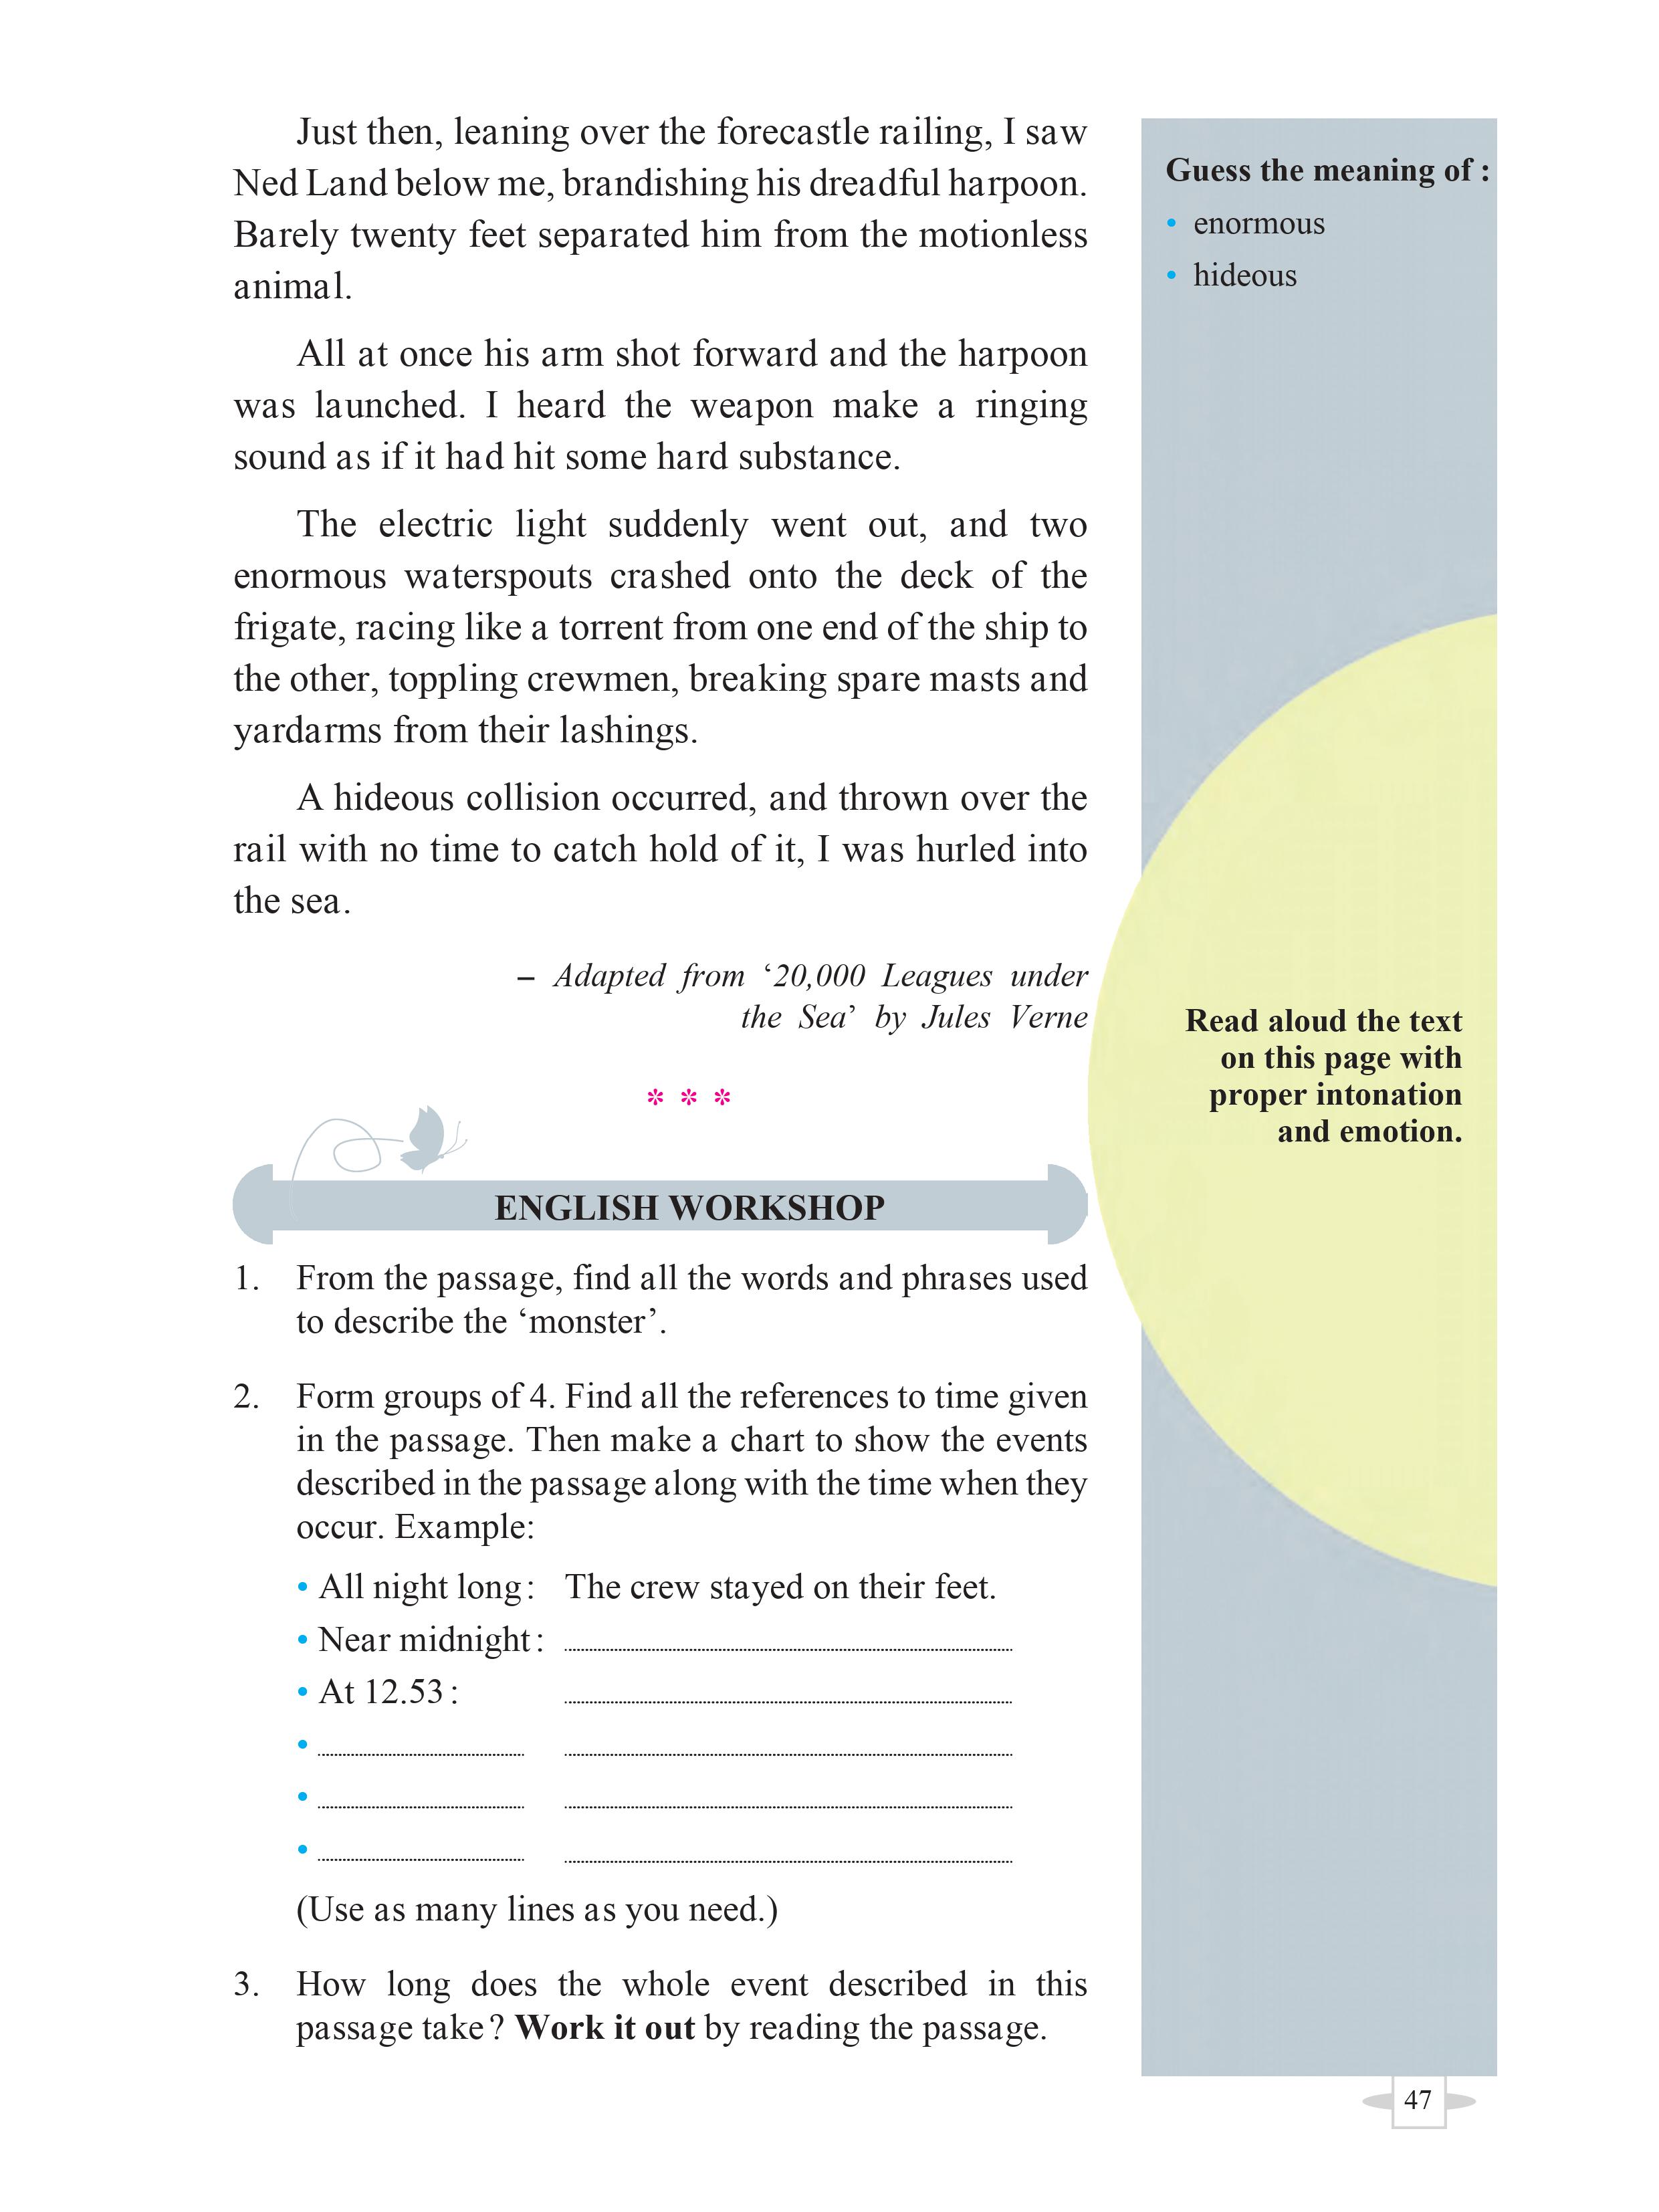 Just then, leaning over the forecastle railing, I saw
Ned Land below me, brandishing his dreadful harpoon.
Barely twenty feet separated him from the motionless
animal.
All at once his arm shot forward and the harpoon
was launched. I heard the weapon make a ringing
sound as if it had hit some hard substance.
The electric light suddenly went out, and two
enormous waterspouts crashed onto the deck of the
frigate, racing like a torrent from one end of the ship to
the other, toppling crewmen, breaking spare masts and
yardarms from their lashings.
A hideous collision occurred, and thrown over the
rail with no time to catch hold of it, I was hurled into
the sea.
– Adapted from ‘20,000 Leagues under
the Sea’ by Jules Verne
* * *
ENGLISH WORKSHOP
1. From the passage, find all the words and phrases used
to describe the ‘monster’.
2. Form groups of 4. Find all the references to time given
in the passage. Then make a chart to show the events
described in the passage along with the time when they
occur. Example:
• All night long : The crew stayed on their feet.
• Near midnight :
• At 12.53 :
•
•
•
(Use as many lines as you need.)
3. How long does the whole event described in this
passage take ? Work it out by reading the passage.
Guess the meaning of :
• enormous
• hideous
Read aloud the text
on this page with
proper intonation
and emotion.
47